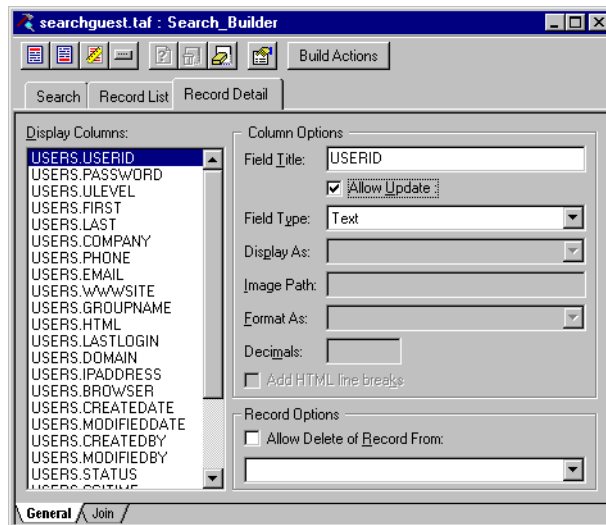 searchguest.taf : Search_Builder
Build Actions
Search Record List Record Detail
Display Columns:
USERS.USERID
USERS.PASSWORD
USERS.ULEVEL
USERS.FIRST
USERS.LAST
USERS.COMPANY
USERS.PHONE
USERS.EMAIL
USERS.WWWSITE
USERS.GROUPNAME
USERS.HTML
USERS.LASTLOGIN
USERS.DOMAIN
USERS.IPADDRESS
USERS.BROWSER
USERS.CREATEDATE
USERS.MODIFIEDDATE
USERS.CREATEDBY
USERS.MODIFIEDBY
USERS.STATUS
Column Options
Field Title: USERID
Allow Update :
Field Type: Text
Display As:
Image Path:
Format As:
Decimals:
Add HTML line breaks
Record Options
Allow Delete of Record From:
General Join